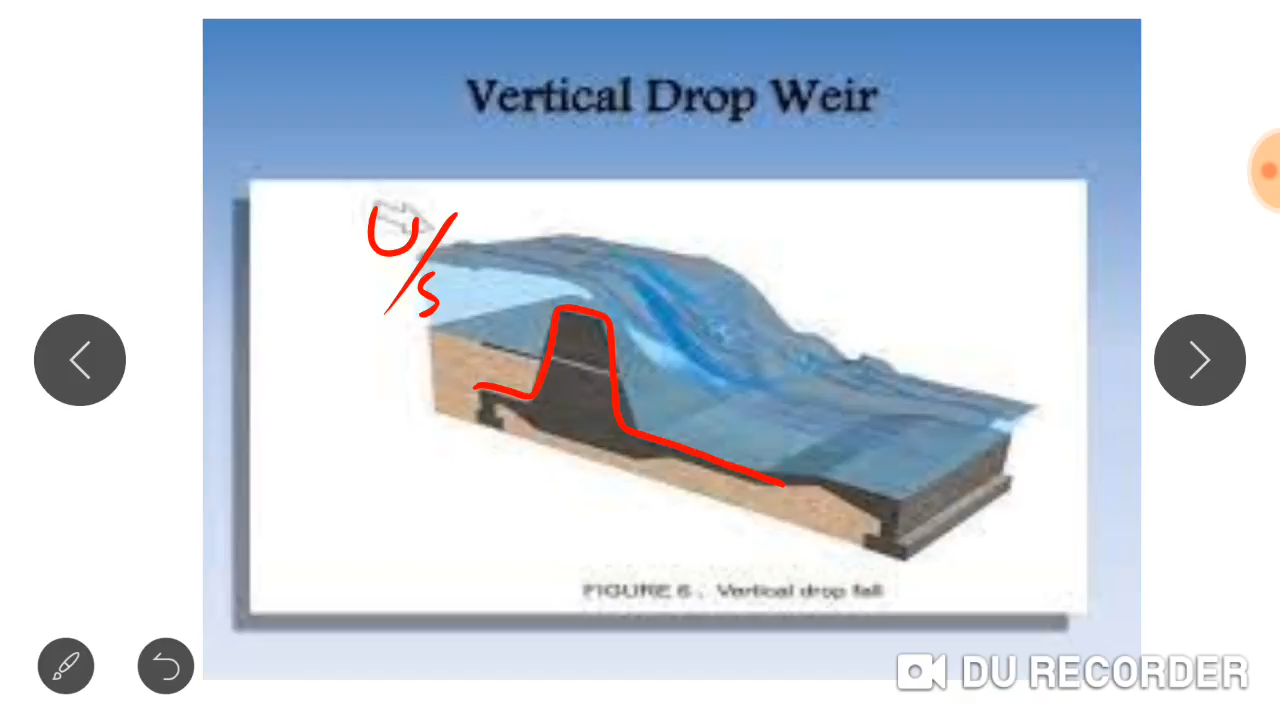 Vertical Drop Weir
U/s
FIGURE 6 . Vertical drop fall
DU RECORDER